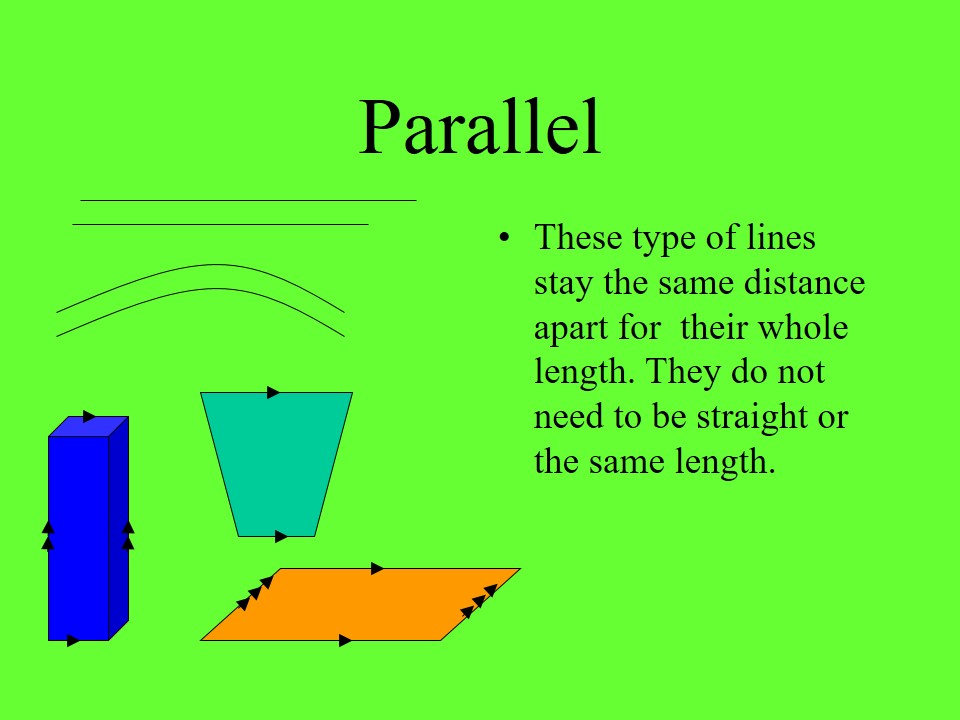 Parallel
• These type of lines
stay the same distance
apart for  their whole
length. They do not
need to be straight or
the same length.